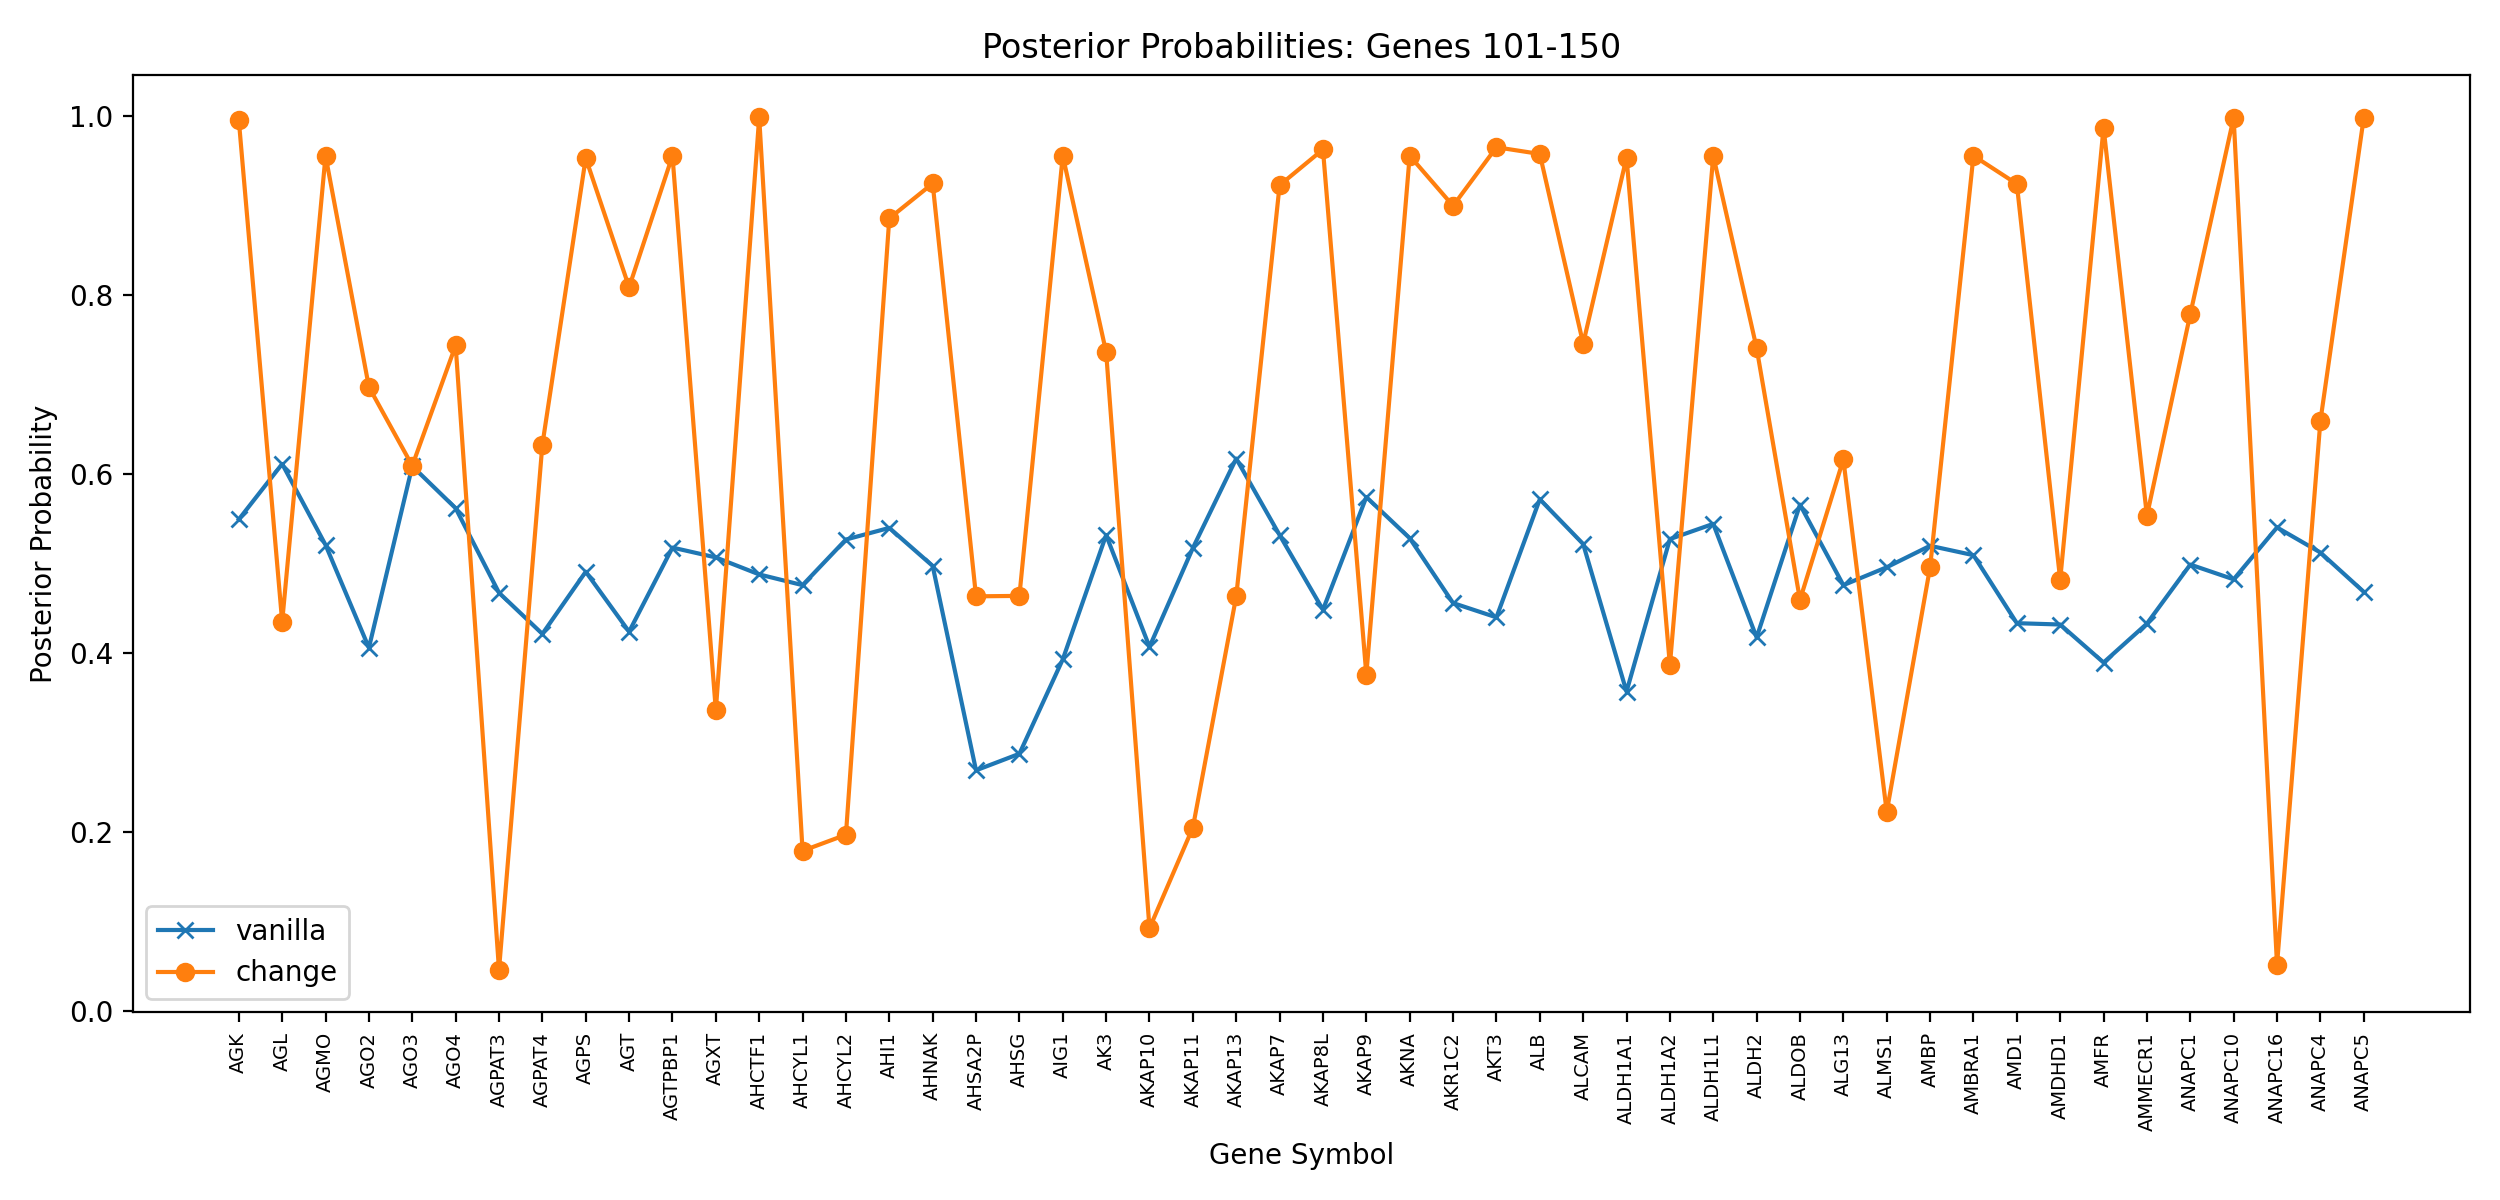 Posterior Probabilities: Genes 101-150
Posterior Probability
1.0
0.8
0.6
0.4
0.2
0.0
vanilla
change
AGK
AGL
AGMO
AGO2
AGO3
AGO4
AGPAT3
AGPAT4
AGPS
AGT
AGTPBP1
AGXT
AHCTF1
AHCYL1
AHCYL2
AHI1
AHNAK
AHSA2P
AHSG
AIG1
AK3
AKAP10
AKAP11
AKAP13
AKAP7
AKAP8L
AKAP9
AKNA
AKR1C2
AKT3
ALB
ALCAM
ALDH1A1
ALDH1A2
ALDH1L1
ALDH2
ALDOB
ALG13
ALMS1
AMBP
AMBRA1
AMD1
AMDHD1
AMFR
AMMECR1
ANAPC1
ANAPC10
ANAPC16
ANAPC4
ANAPC5
Gene Symbol